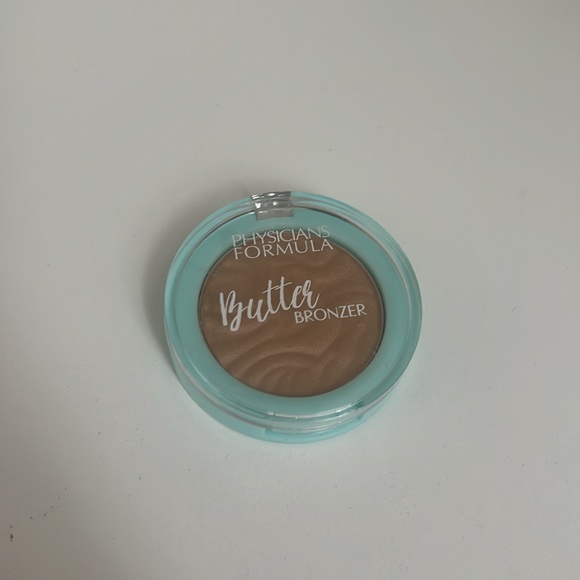 PHYSICIANS
FORMULA
Butter
BRONZER